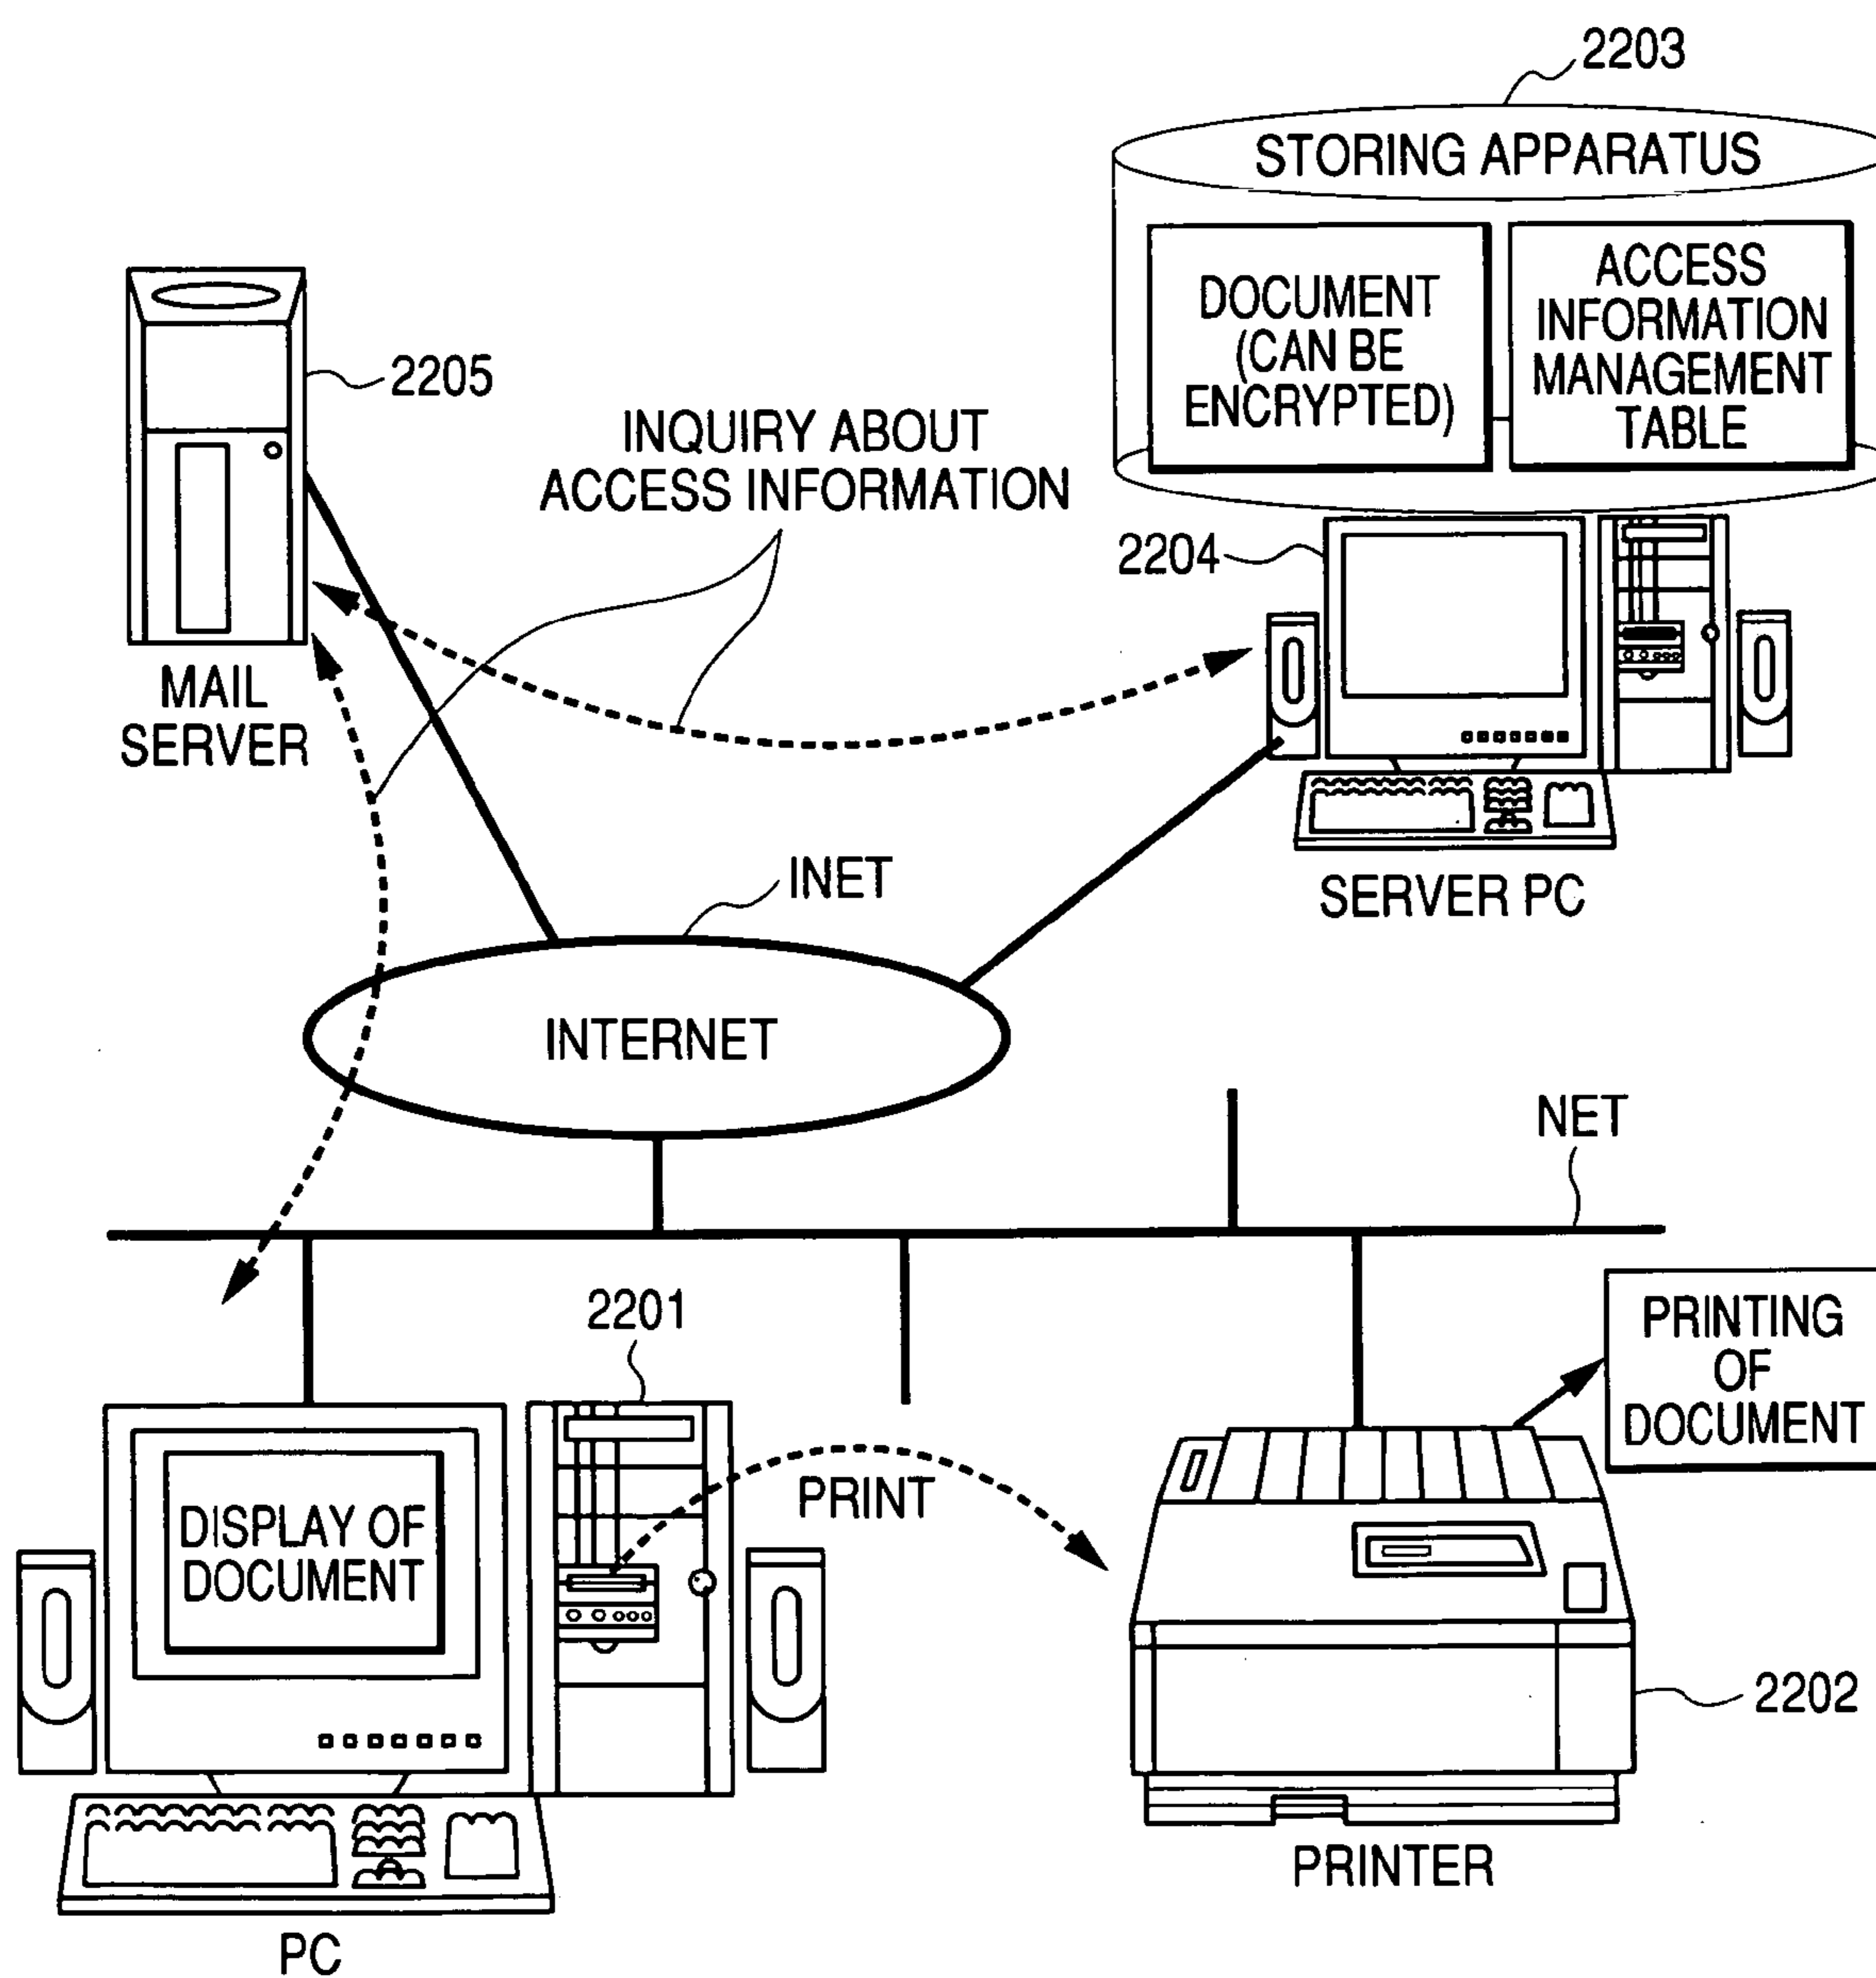 2203
STORING APPARATUS
DOCUMENT
(CAN BE
ENCRYPTED)
ACCESS
INFORMATION
MANAGEMENT
TABLE
2205
INQUIRY ABOUT
ACCESS INFORMATION
2204
MAIL
SERVER
SERVER PC
INET
INTERNET
NET
2201
PRINTING
OF
DOCUMENT
PRINT
DISPLAY OF
DOCUMENT
2202
PRINTER
PC